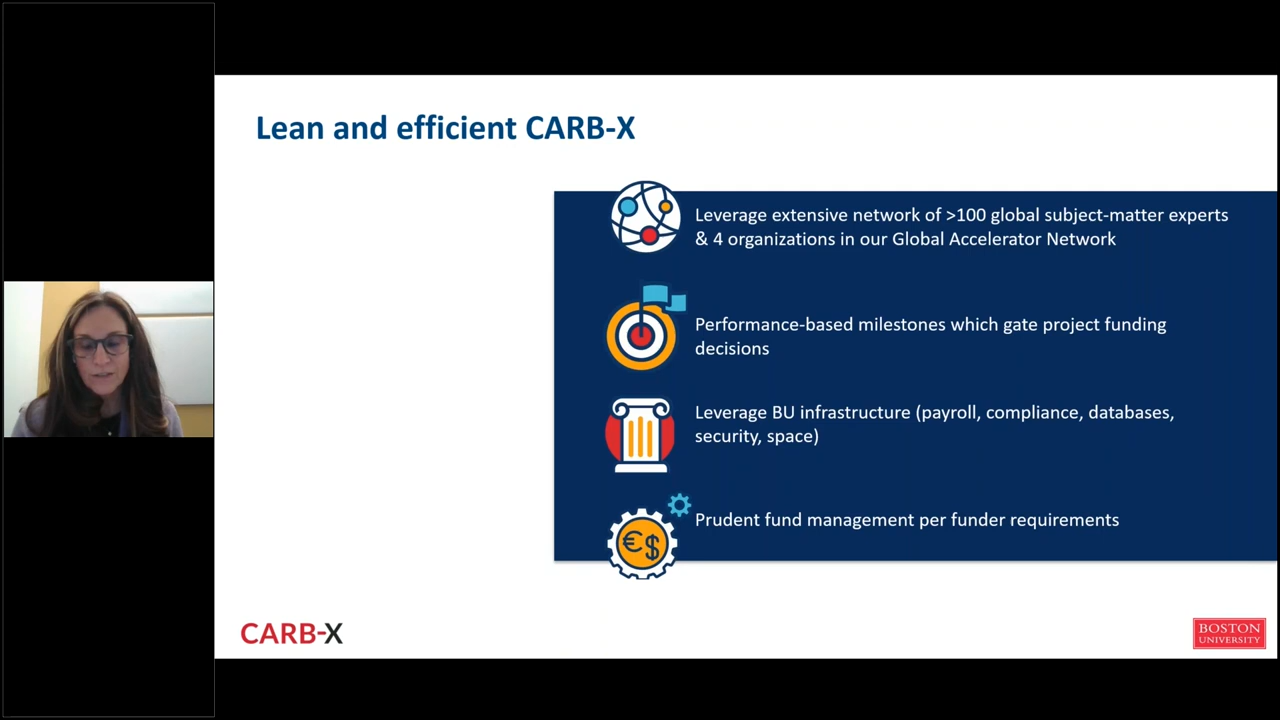 Lean and efficient CARB-X
Leverage extensive network of >100 global subject-matter experts
& 4 organizations in our Global Accelerator Network
Performance-based milestones which gate project funding
decisions
Leverage BU infrastructure (payroll, compliance, databases,
security, space)
€$
Prudent fund management per funder requirements
CARB-X
BOSTON
UNIVERSITY